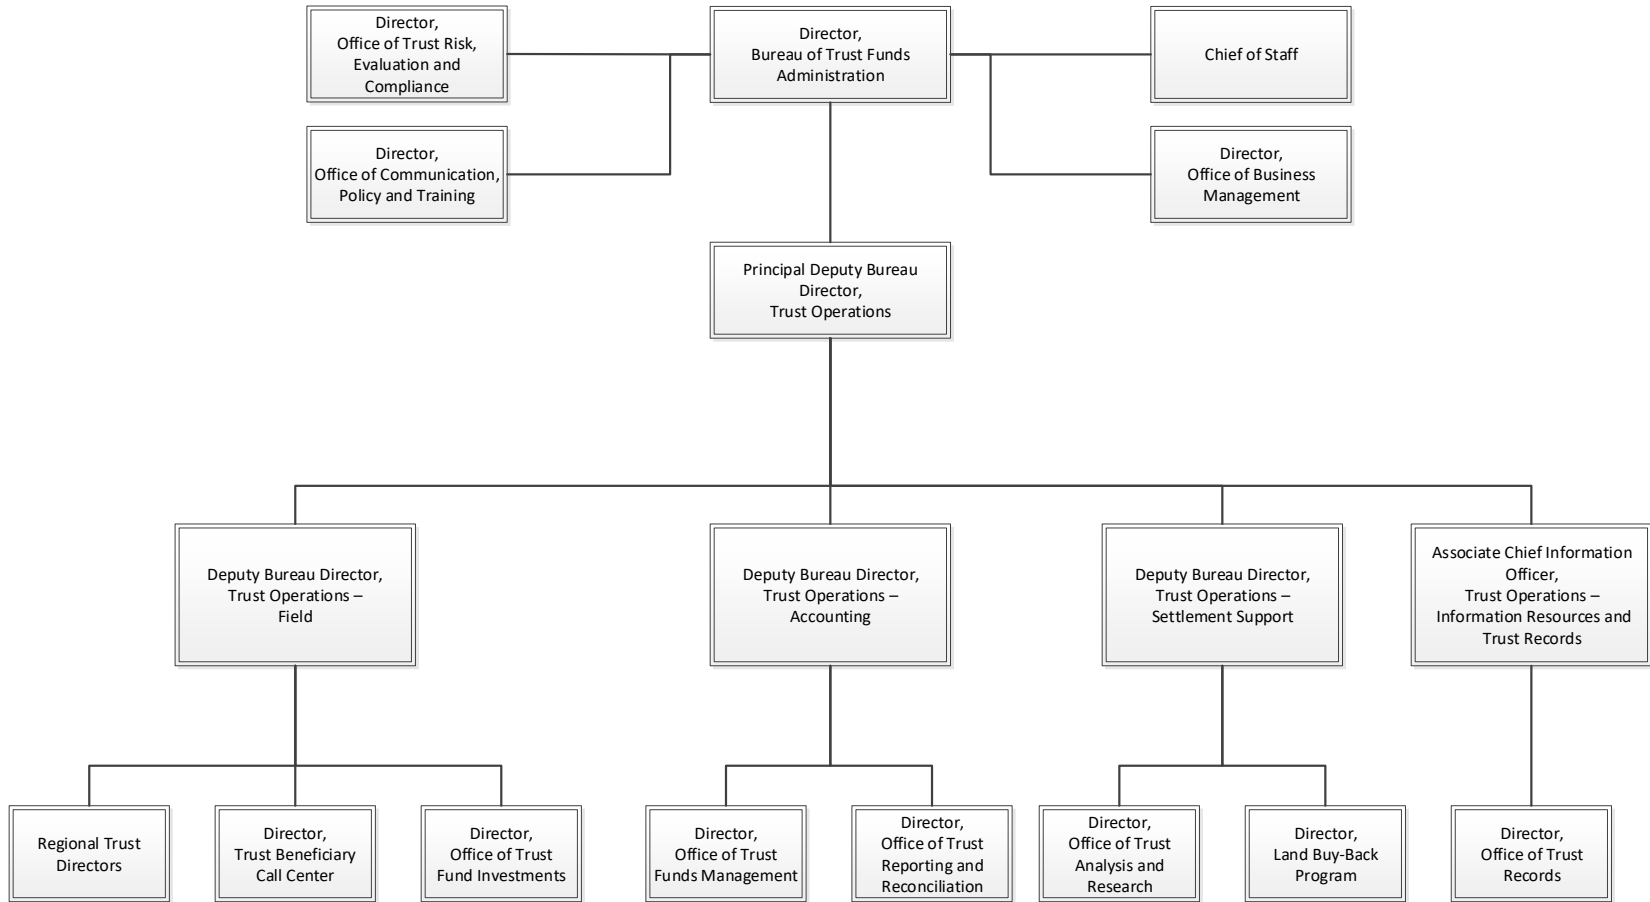 Director,
Office of Trust Risk,
Evaluation and
Compliance
Director,
Bureau of Trust Funds
Administration
Chief of Staff
Director,
Office of Communication,
Policy and Training
Director,
Office of Business
Management
Principal Deputy Bureau
Director,
Trust Operations
Deputy Bureau Director,
Trust Operations –
Field
Deputy Bureau Director,
Trust Operations –
Accounting
Deputy Bureau Director,
Trust Operations –
Settlement Support
Associate Chief Information
Officer,
Trust Operations –
Information Resources and
Trust Records
Regional Trust
Directors
Director,
Trust Beneficiary
Call Center
Director,
Office of Trust
Fund Investments
Director,
Office of Trust
Funds Management
Director,
Office of Trust
Reporting and
Reconciliation
Director,
Office of Trust
Analysis and
Research
Director,
Land Buy-Back
Program
Director,
Office of Trust
Records